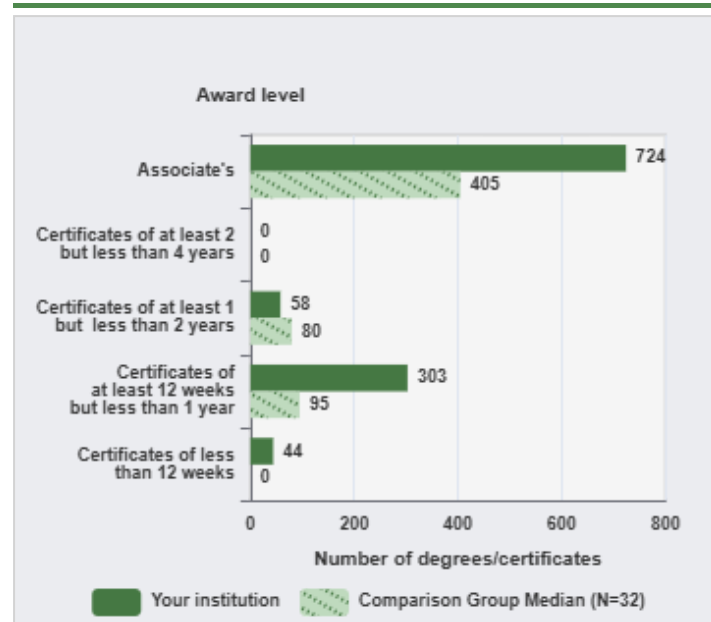 Award level
Associate's
724
405
Certificates of at least 2
but less than 4 years
0
0
Certificates of at least 1
but less than 2 years
58
80
Certificates of
at least 12 weeks
but less than 1 year
303
95
Certificates of less
than 12 weeks
44
0
0 200 400 600 800
Number of degrees/certificates
Your institution Comparison Group Median (N=32)